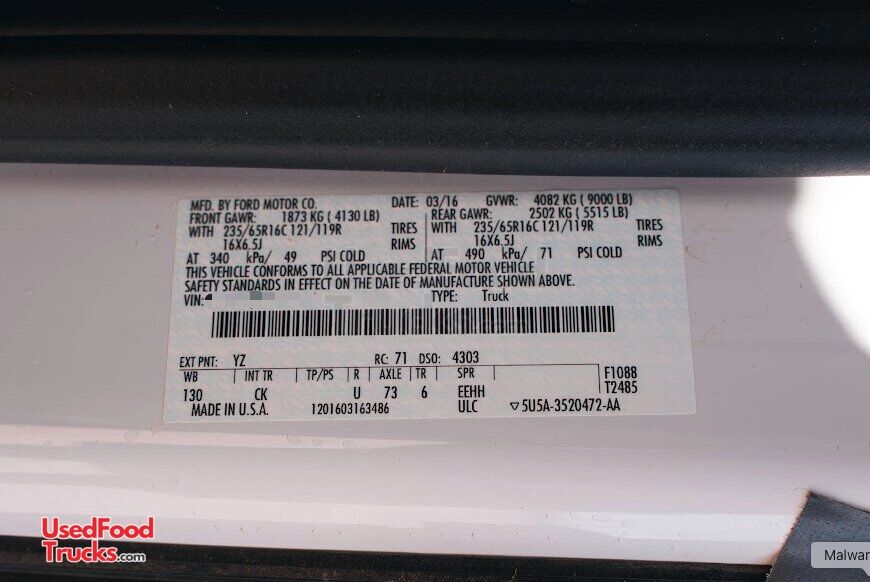 MFD. BY FORD MOTOR CO. DATE: 03/16 GVWR: 4082 KG ( 9000 LB)
FRONT GAWR: 1873 KG ( 4130 LB) REAR GAWR: 2502 KG ( 5515 LB)
WITH 235/65R16C 121/119R TIRES WITH 235/65R16C 121/119R TIRES
16X6.5J RIMS 16X6.5J RIMS
AT 340 kPa/ 49 PSI COLD AT 490 kPa/ 71 PSI COLD
THIS VEHICLE CONFORMS TO ALL APPLICABLE FEDERAL MOTOR VEHICLE
SAFETY STANDARDS IN EFFECT ON THE DATE OF MANUFACTURE SHOWN ABOVE.
VIN: TYPE: Truck
EXT PNT: YZ RC: 71 DSO: 4303
WB INT TR TP/PS R AXLE TR SPR F1088
130 CK U 73 6 EEHH T2485
MADE IN U.S.A. 1201603163486 ULC ▽5U5A-3520472-AA
UsedFood
Trucks.com
Malwar